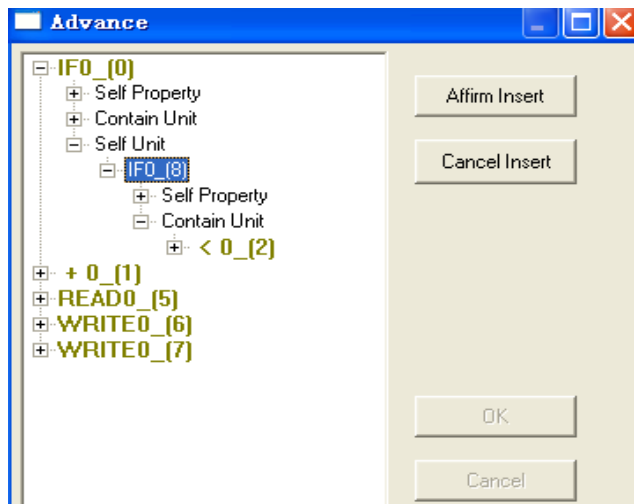 Advance
IF0_(0)
Self Property
Contain Unit
Self Unit
IF0_(8)
Self Property
Contain Unit
< 0_(2)
+ 0_(1)
READ0_(5)
WRITE0_(6)
WRITE0_(7)
Affirm Insert
Cancel Insert
OK
Cancel